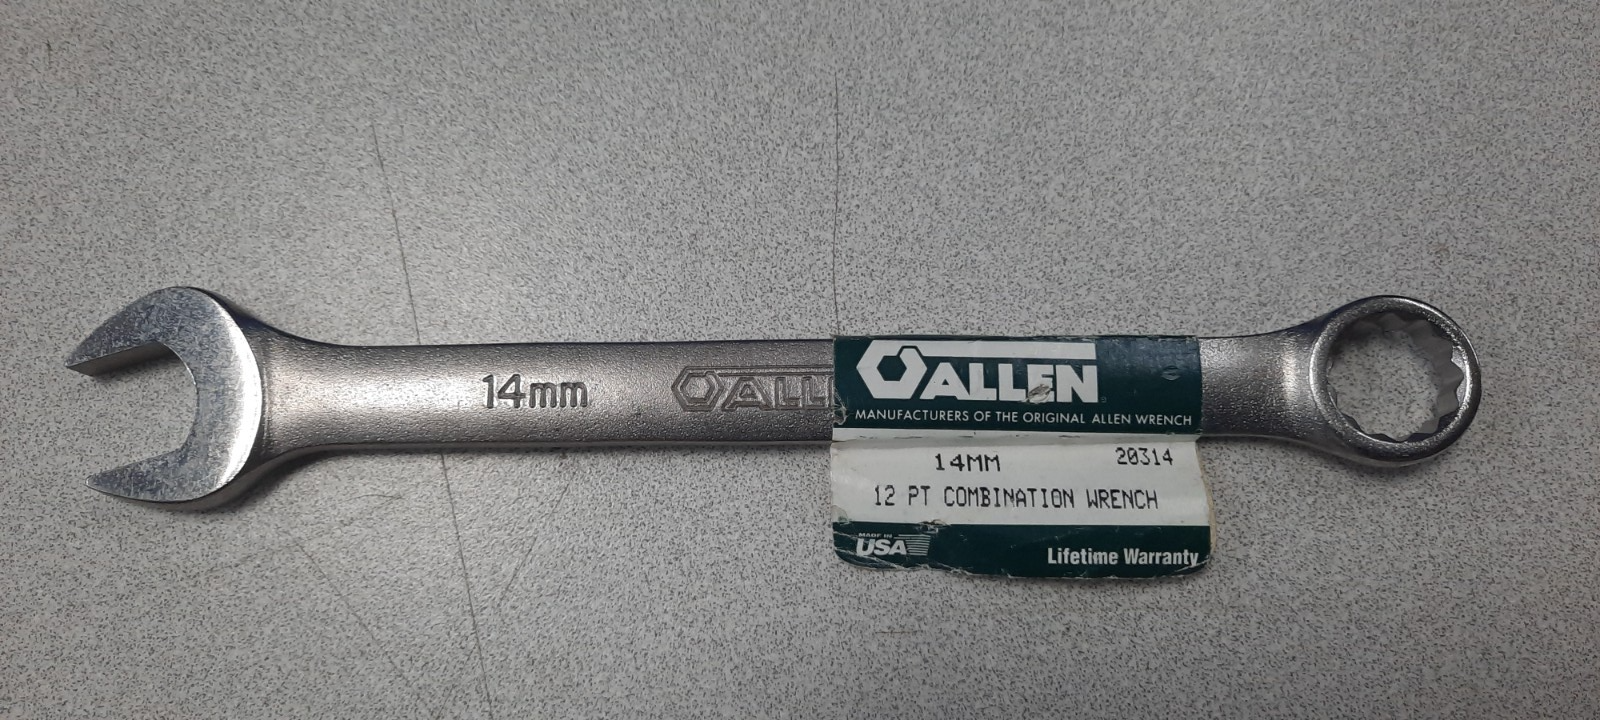 14mm
ALL
ALLEN
MANUFACTURERS OF THE ORIGINAL ALLEN WRENCH
14MM 20314
12 PT COMBINATION WRENCH
MADE IN
USA
Lifetime Warranty